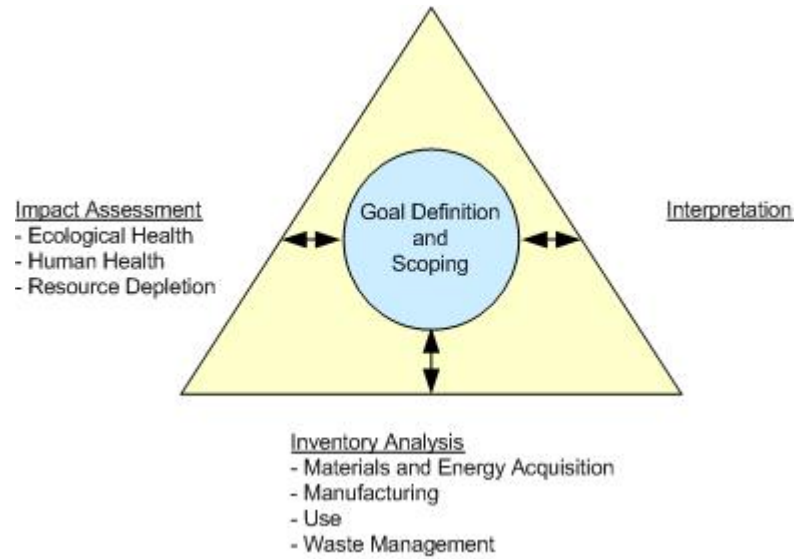 Goal Definition
and
Scoping
Impact Assessment
- Ecological Health
- Human Health
- Resource Depletion
Interpretation
Inventory Analysis
- Materials and Energy Acquisition
- Manufacturing
- Use
- Waste Management